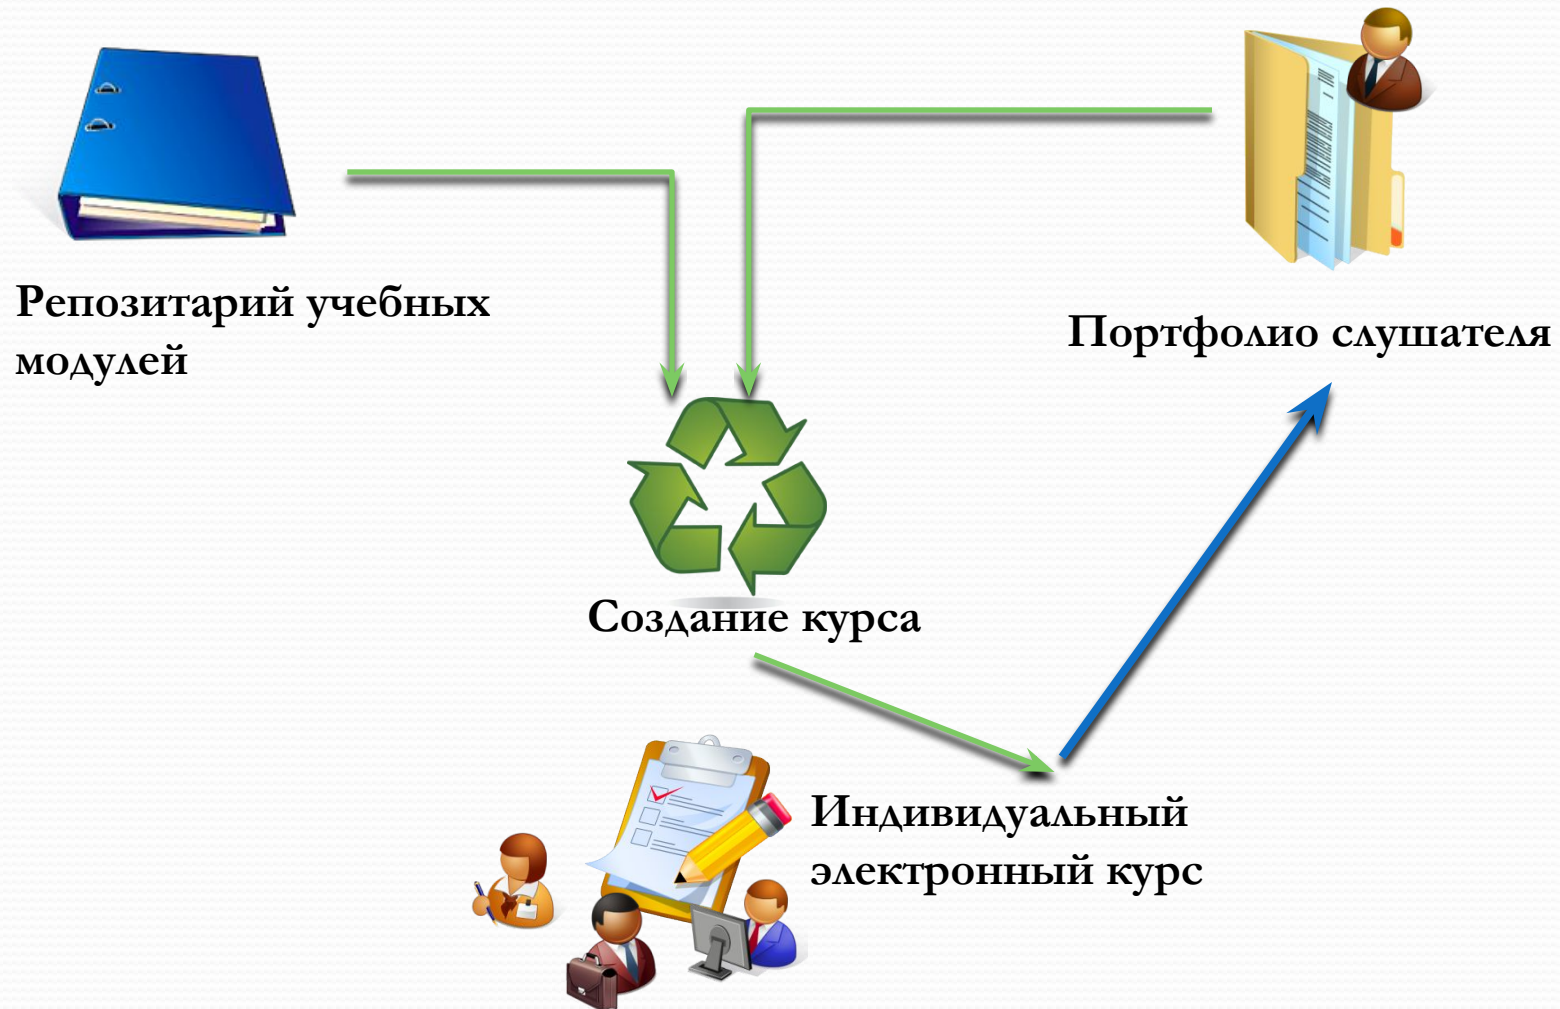 Репозитарий учебных
модулей
Портфолио слушателя
Создание курса
Индивидуальный
электронный курс